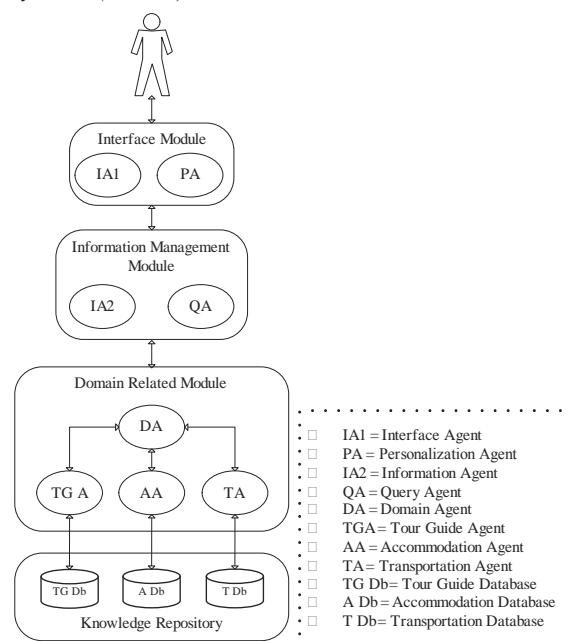 Interface Module
IA1 PA
Information Management
Module
IA2 QA
Domain Related Module
DA
TG A AA TA
TG Db A Db T Db
Knowledge Repository
IA1 = Interface Agent
PA = Personalization Agent
IA2 = Information Agent
QA = Query Agent
DA = Domain Agent
TGA = Tour Guide Agent
AA = Accommodation Agent
TA = Transportation Agent
TG Db= Tour Guide Database
A Db = Accommodation Database
T Db= Transportation Database